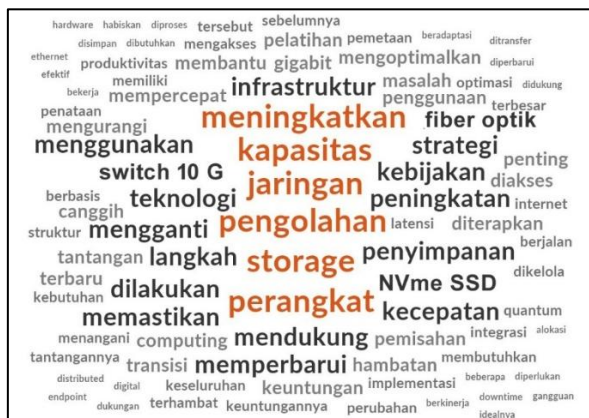 hardware habiskan diproses tersebut sebelumnya
disimpan dibutuhkan mengakses pelatihan pemetaan beradaptasi ditransfer
ethernet produktivitas membantu gigabit mengoptimalkan diperbarui
efektif memiliki infrastruktur masalah optimasi didukung
bekerja mempercepat penggunaan terbesar
penataan meningkatkan fiber optik
mengurangi
menggunakan kapasitas strategi
switch 10 G kebijakan penting
jaringan diakses
berbasis teknologi peningkatan internet
canggih
struktur mengganti pengolahan latensi diterapkan
tantangan langkah storage penyimpanan berjalan
terbaru dikelola
kebutuhan dilakukan perangkat NVme SSD
memastikan kecepatan quantum
menangani computing mendukung pemisahan integrasi alokasi
tantangannya transisi memperbarui hambatan membutuhkan
distributed digital keseluruhan keuntungan implementasi beberapa diperlukan
endpoint dukungan terhambat keuntungannya perubahan berkinerja downtime gangguan
idealnya